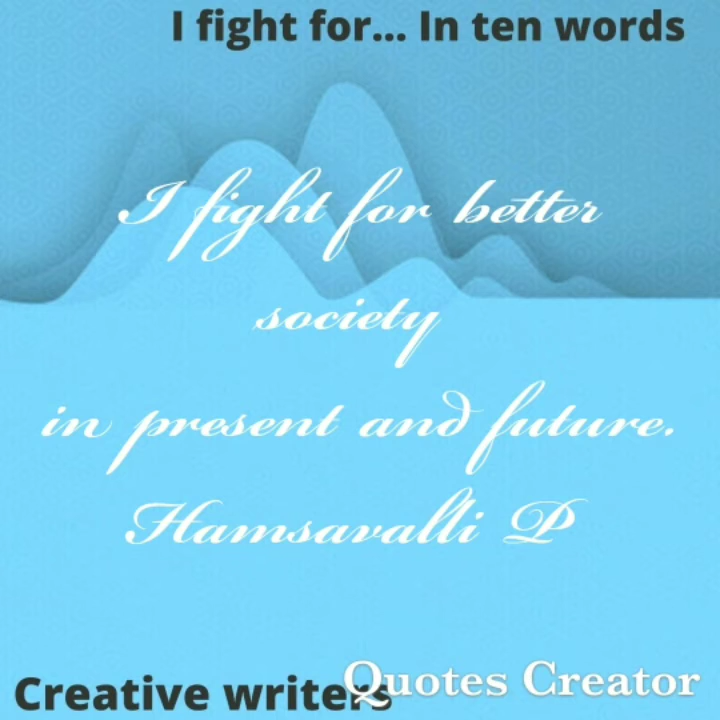 I fight for... In ten words
I fight for better
society
in present and future.
Hamsavalli P
Quotes Creator
Creative writers